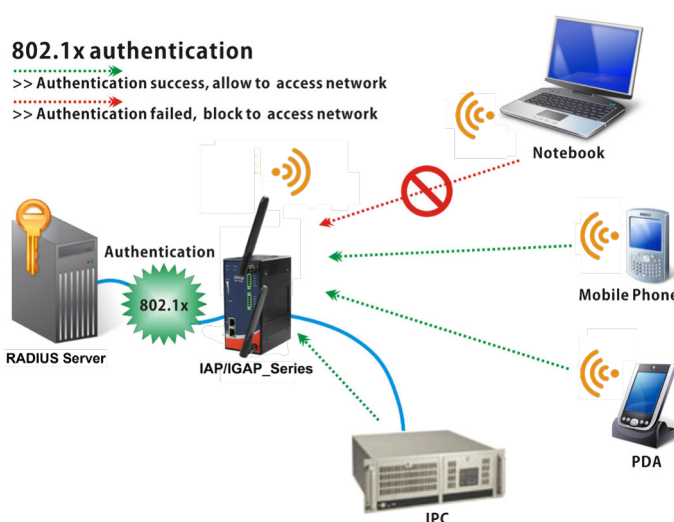 802.1x authentication
>> Authentication success, allow to access network
>> Authentication failed, block to access network
Notebook
Authentication
802.1x
Mobile Phone
RADIUS Server
IAP/IGAP_Series
PDA
IPC